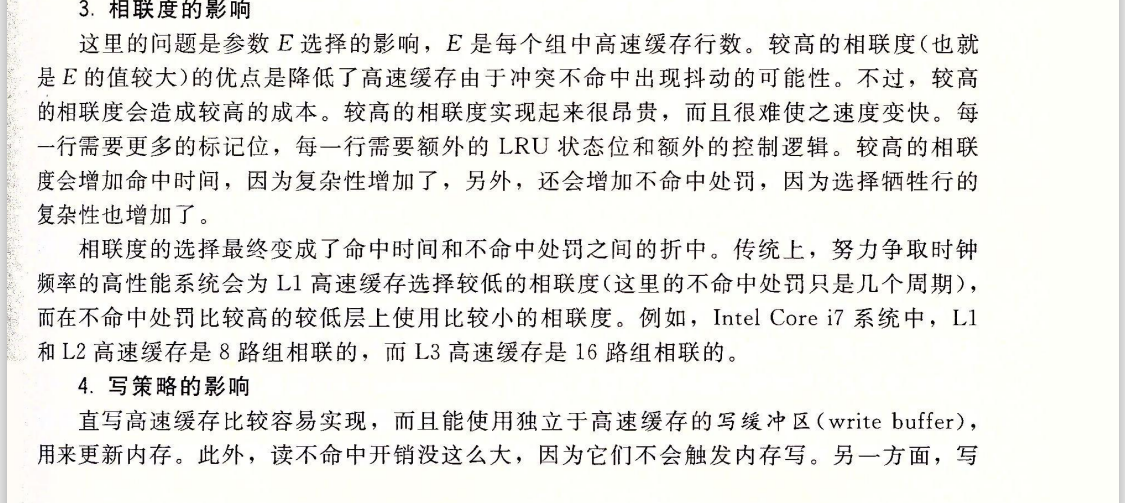 3. 相联度的影响
这里的问题是参数 E 选择的影响，E 是每个组中高速缓存行数。较高的相联度(也就
是 E 的值较大)的优点是降低了高速缓存由于冲突不命中出现抖动的可能性。不过，较高
的相联度会造成较高的成本。较高的相联度实现起来很昂贵，而且很难使之速度变快。每
一行需要更多的标记位，每一行需要额外的 LRU 状态位和额外的控制逻辑。较高的相联
度会增加命中时间，因为复杂性增加了，另外，还会增加不命中处罚，因为选择牺牲行的
复杂性也增加了。
相联度的选择最终变成了命中时间和不命中处罚之间的折中。传统上，努力争取时钟
频率的高性能系统会为 L1 高速缓存选择较低的相联度(这里的不命中处罚只是几个周期)，
而在不命中处罚比较高的较低层上使用比较小的相联度。例如，Intel Core i7 系统中，L1
和 L2 高速缓存是 8 路组相联的，而 L3 高速缓存是 16 路组相联的。
4. 写策略的影响
直写高速缓存比较容易实现，而且能使用独立于高速缓存的写缓冲区(write buffer)，
用来更新内存。此外，读不命中开销没这么大，因为它们不会触发内存写。另一方面，写